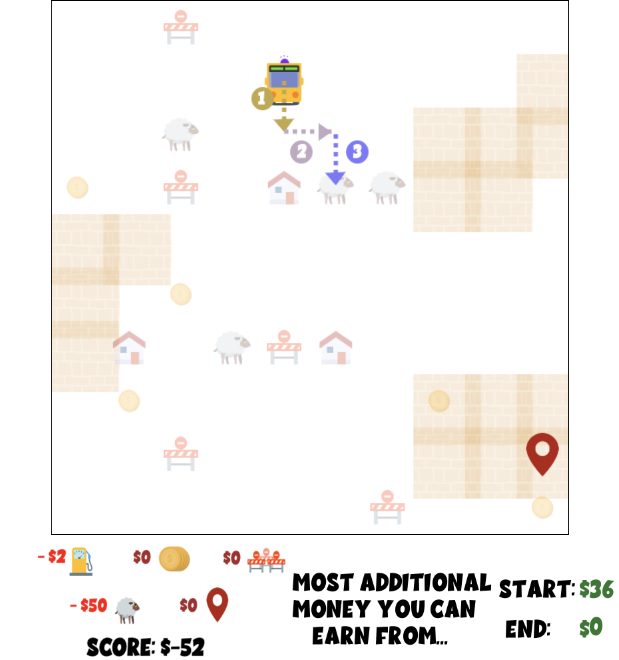 1
2
3
- $2
$0
$0
- $50
$0
SCORE: $-52
MOST ADDITIONAL
MONEY YOU CAN
EARN FROM...
START: $36
END: $0